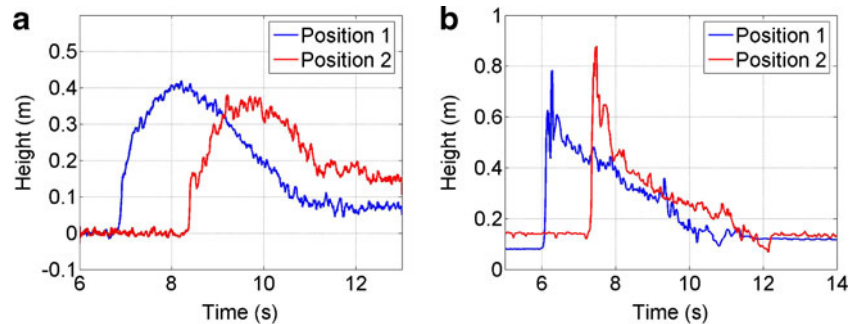 a
0.5
0.4
0.3
0.2
0.1
0
-0.1
Height (m)
6
8
10
12
Time (s)
Position 1
Position 2
b
1
0.8
0.6
0.4
0.2
0
Height (m)
6
8
10
12
14
Time (s)
Position 1
Position 2